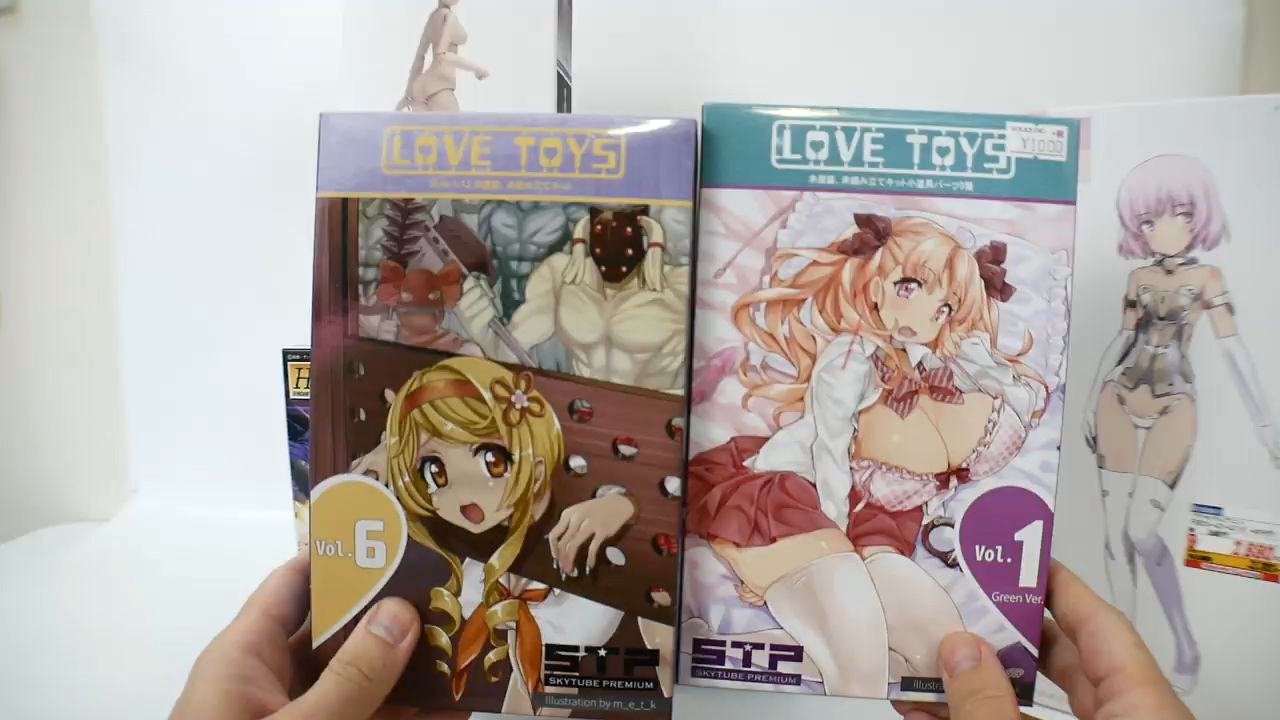 LOVE TOYS
Vol.6
STP
SKYTUBE PREMIUM
Illustration by m_e_t_k
LOVE TOYS
未塗装、未組み立てキット小道具パーツ9種
¥1000
Vol.1
Green Ver.
STP
SKYTUBE PREMIUM
H